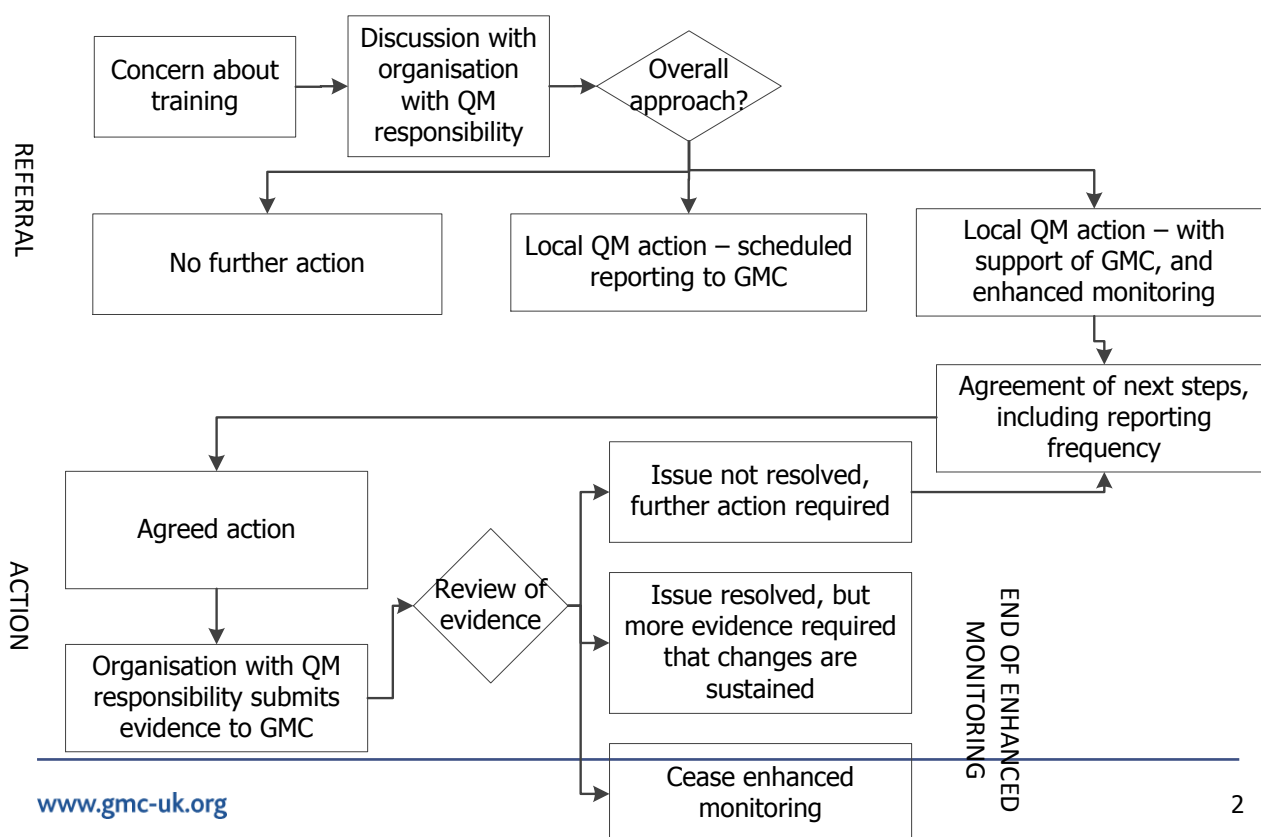 Concern about
training
Discussion with
organisation
with QM
responsibility
Overall
approach?
REFERRAL
No further action
Local QM action – scheduled
reporting to GMC
Local QM action – with
support of GMC, and
enhanced monitoring
Agreement of next steps,
including reporting
frequency
Agreed action
Issue not resolved,
further action required
ACTION
Review of
evidence
Issue resolved, but
more evidence required
that changes are
sustained
Organisation with QM
responsibility submits
evidence to GMC
END OF ENHANCED
MONITORING
Cease enhanced
monitoring
www.gmc-uk.org
2